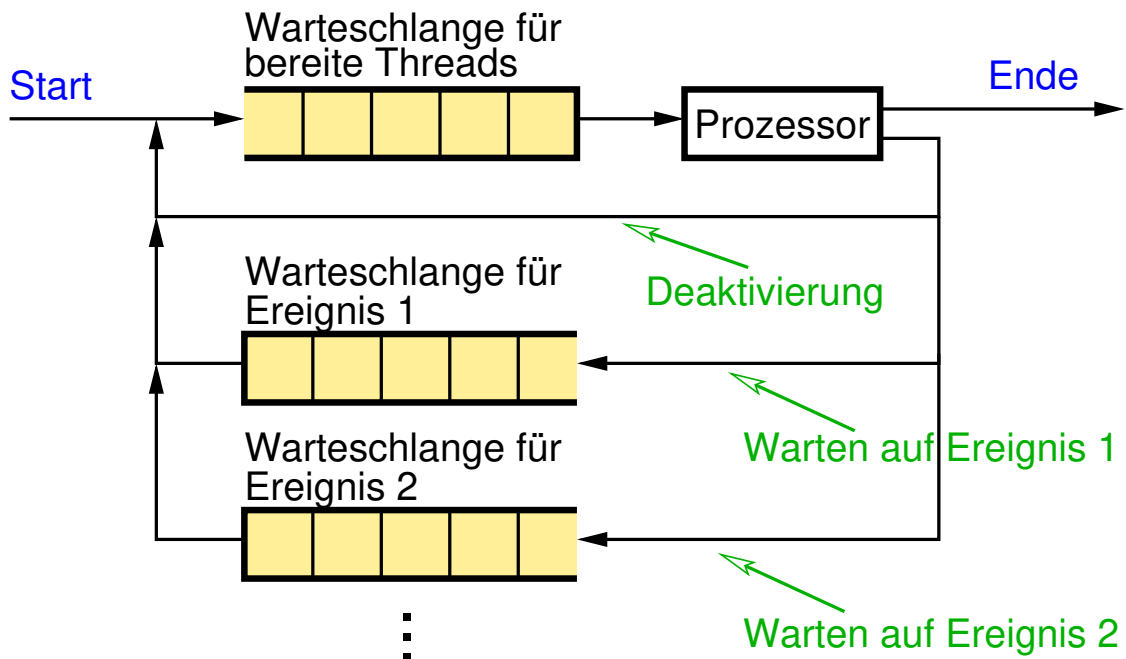 Warteschlange für
bereite Threads
Start
Ende
Prozessor
Deaktivierung
Warteschlange für
Ereignis 1
Warten auf Ereignis 1
Warteschlange für
Ereignis 2
Warten auf Ereignis 2